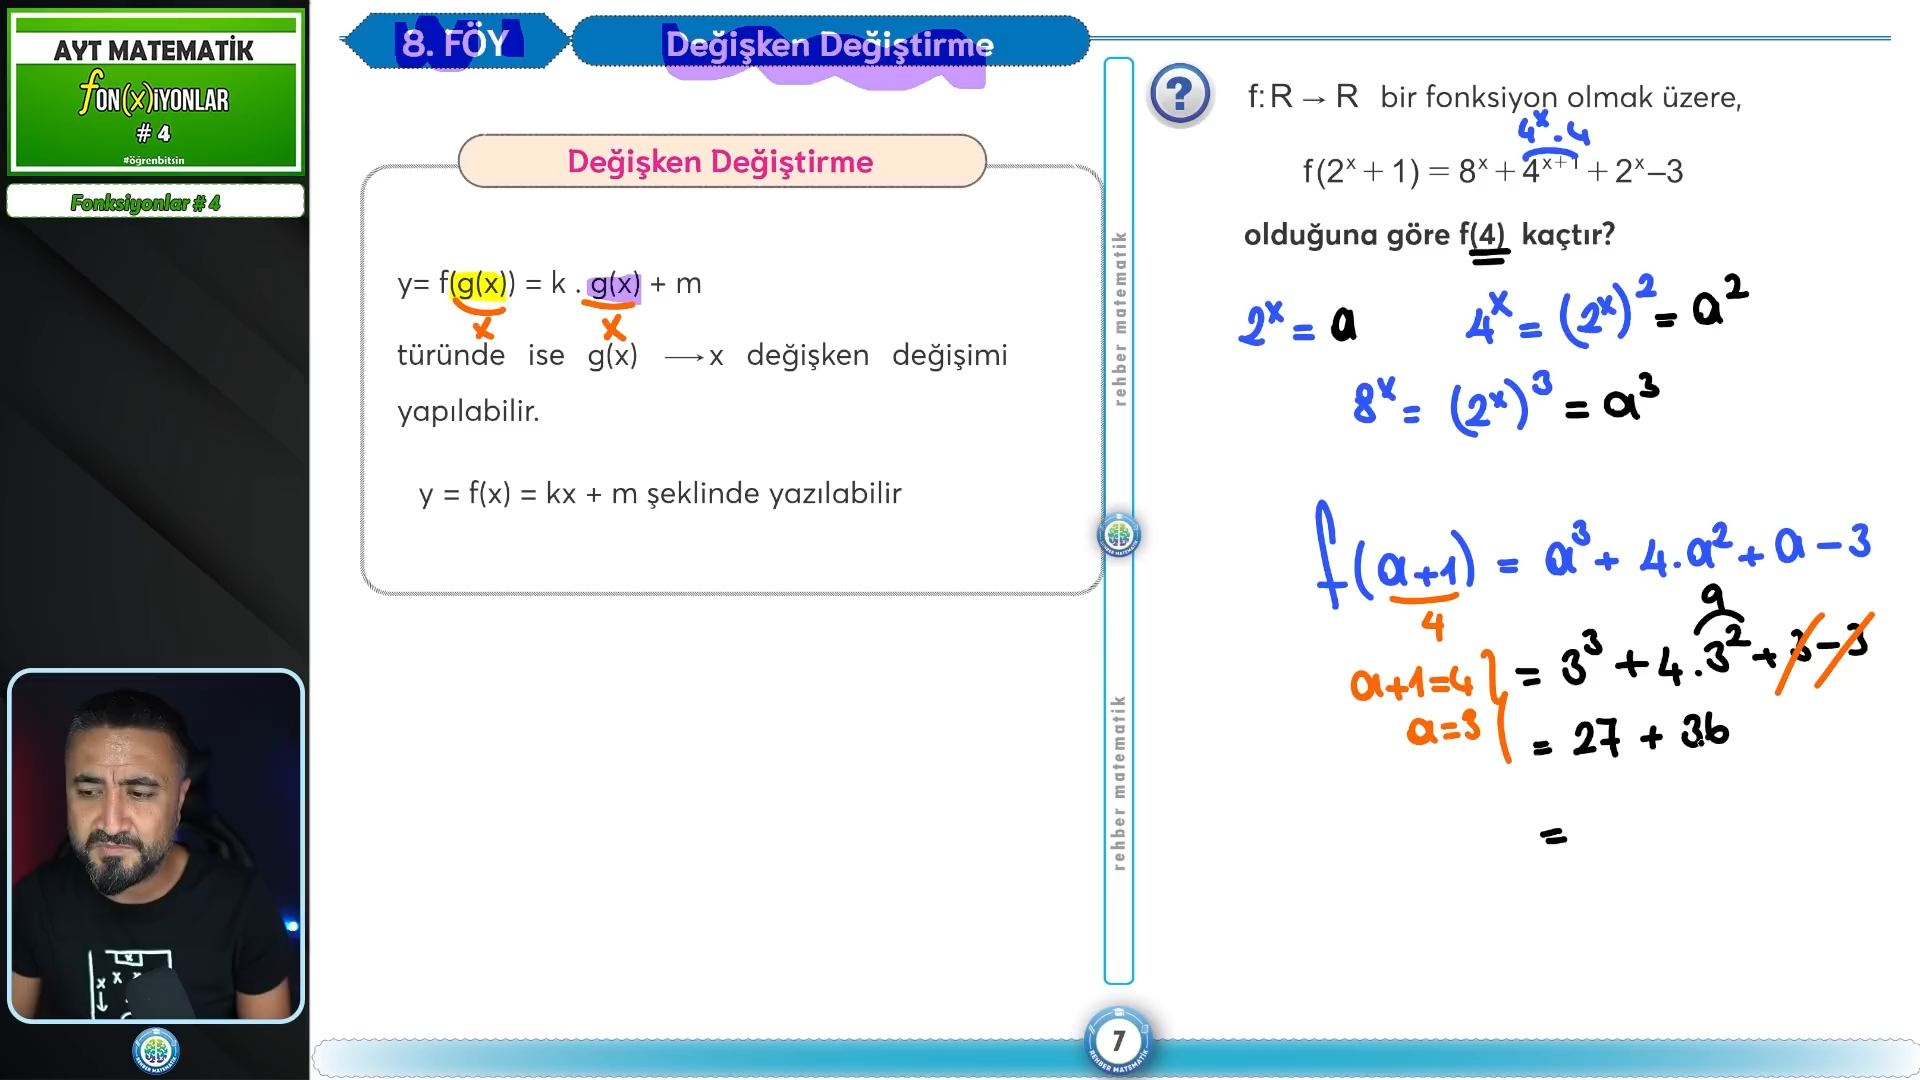 AYT MATEMATİK
fON(X)İYONLAR
# 4
#öğrenbitsin
Fonksiyonlar # 4
8. FÖY
Değişken Değiştirme
Değişken Değiştirme
y= f(g(x)) = k . g(x) + m
x x
türünde ise g(x) → x değişken değişimi
yapılabilir.
y = f(x) = kx + m şeklinde yazılabilir
rehber matematik
rehber matematik
?
f: R → R bir fonksiyon olmak üzere,
4ˣ . 4
f(2ˣ + 1) = 8ˣ + 4ˣ⁺¹ + 2ˣ–3
olduğuna göre f(4) kaçtır?
2ˣ = a 4ˣ = (2ˣ)² = a²
8ˣ = (2ˣ)³ = a³
f(a+1) = a³ + 4.a² + a – 3
4
9
a+1=4
a=3
= 3³ + 4.3² + 3 – 3
= 27 + 36
=
7
REHBER MATEMATİK